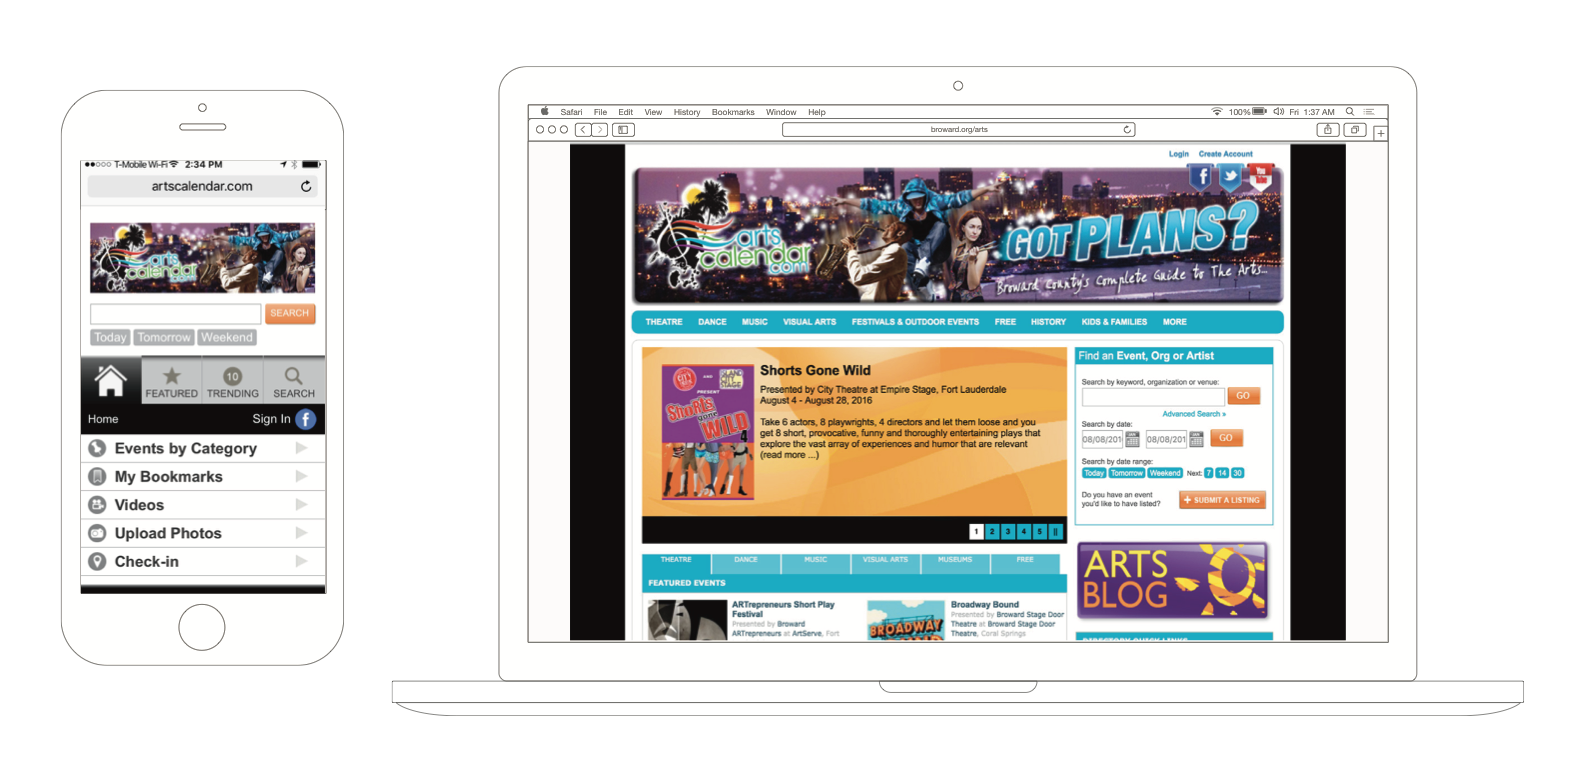 T-Mobile Wi-Fi 2:34 PM
artscalendar.com
arts
calendar
.com
SEARCH
Today Tomorrow Weekend
FEATURED
10
TRENDING
SEARCH
Home
Sign In f
Events by Category
My Bookmarks
Videos
Upload Photos
Check-in
Safari File Edit View History Bookmarks Window Help
100% Fri 1:37 AM
broward.org/arts
Login Create Account
f
You
Tube
arts
calendar
.com
GOT PLANS?
Broward County's Complete Guide to The Arts...
THEATRE DANCE MUSIC VISUAL ARTS FESTIVALS & OUTDOOR EVENTS FREE HISTORY KIDS & FAMILIES MORE
CITY
AND
ISLAND
CITY
STAGE
PRESENT
Shorts
gone
WILD
4
Shorts Gone Wild
Presented by City Theatre at Empire Stage, Fort Lauderdale
August 4 - August 28, 2016
Take 6 actors, 8 playwrights, 4 directors and let them loose and you
get 8 short, provocative, funny and thoroughly entertaining plays that
explore the vast array of experiences and humor that are relevant
(read more ...)
1 2 3 4 5 ||
Find an Event, Org or Artist
Search by keyword, organization or venue:
GO
Advanced Search »
Search by date:
08/08/201 08/08/201 GO
Search by date range:
Today Tomorrow Weekend Next: 7 14 30
Do you have an event
you'd like to have listed?
+ SUBMIT A LISTING
THEATRE DANCE MUSIC VISUAL ARTS MUSEUMS FREE
FEATURED EVENTS
ARTrepreneurs Short Play
Festival
Presented by Broward
ARTrepreneurs at ArtServe, Fort
BROADWAY
Broadway Bound
Presented by Broward Stage Door
Theatre at Broward Stage Door
Theatre, Coral Springs
ARTS
BLOG
DIRECTORY QUICK LINKS